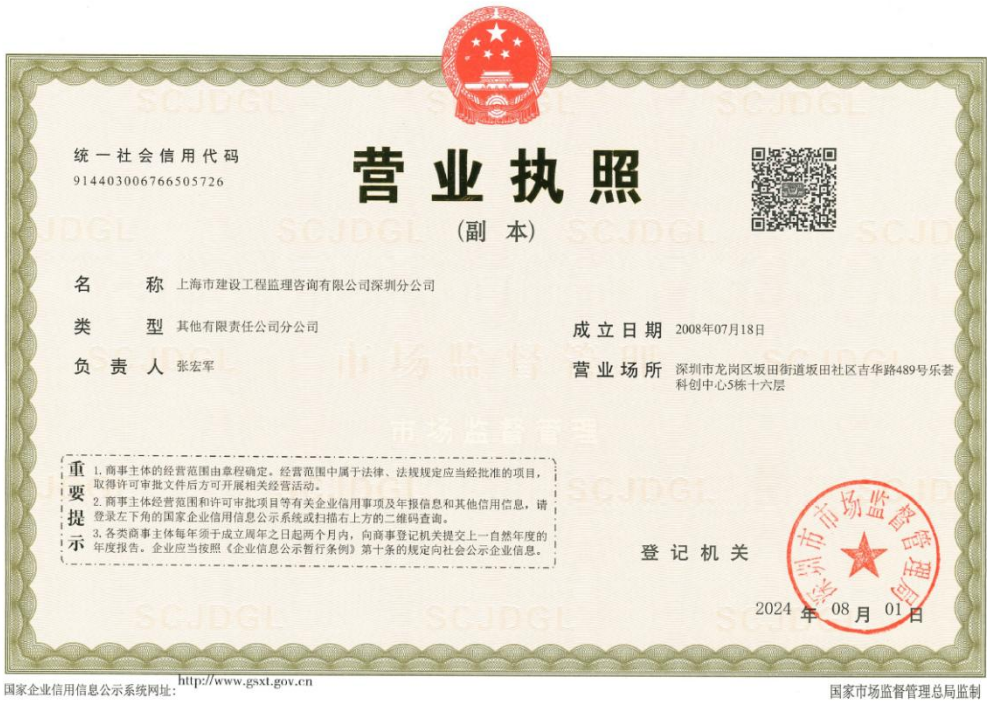 统一社会信用代码
914403006766505726
营业执照
(副 本)
名 称 上海市建设工程监理咨询有限公司深圳分公司
类 型 其他有限责任公司分公司
成立日期 2008年07月18日
负 责 人 张宏军
营业场所 深圳市龙岗区坂田街道坂田社区吉华路489号乐荟
科创中心5栋十六层
市场监督管理
重要提示
1.商事主体的经营范围由章程确定。经营范围中属于法律、法规规定应当经批准的项目,
取得许可审批文件后方可开展相关经营活动。
2.商事主体经营范围和许可审批项目等有关企业信用事项及年报信息和其他信用信息,请
登录左下角的国家企业信用信息公示系统或扫描右上方的二维码查询。
3.各类商事主体每年须于成立周年之日起两个月内,向商事登记机关提交上一自然年度的
年度报告。企业应当按照《企业信息公示暂行条例》第十条的规定向社会公示企业信息。
登记机关
深圳市市场监督管理局
2024 年 08 月 01 日
国家企业信用信息公示系统网址:http://www.gsxt.gov.cn
国家市场监督管理总局监制
SCJDGL